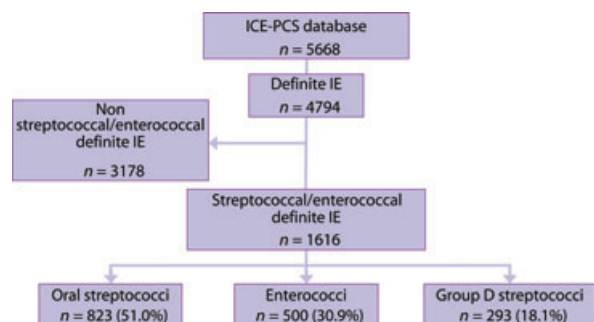 ICE-PCS database
n = 5668
Definite IE
n = 4794
Non
streptococcal/enterococcal
definite IE
n = 3178
Streptococcal/enterococcal
definite IE
n = 1616
Oral streptococci
n = 823 (51.0%)
Enterococci
n = 500 (30.9%)
Group D streptococci
n = 293 (18.1%)